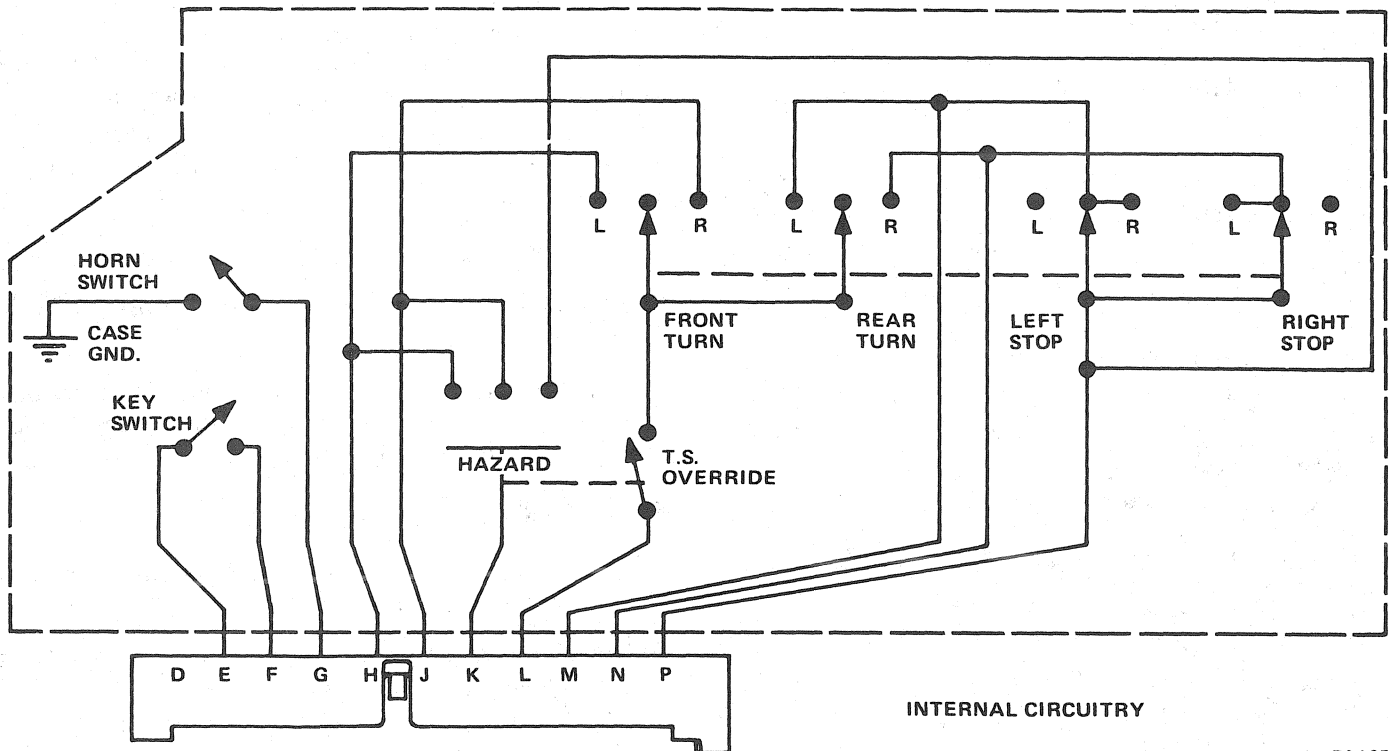 L R L R L R L R
HORN
SWITCH
CASE
GND.
FRONT
TURN
REAR
TURN
LEFT
STOP
RIGHT
STOP
KEY
SWITCH
HAZARD
T.S.
OVERRIDE
D E F G H J K L M N P
INTERNAL CIRCUITRY